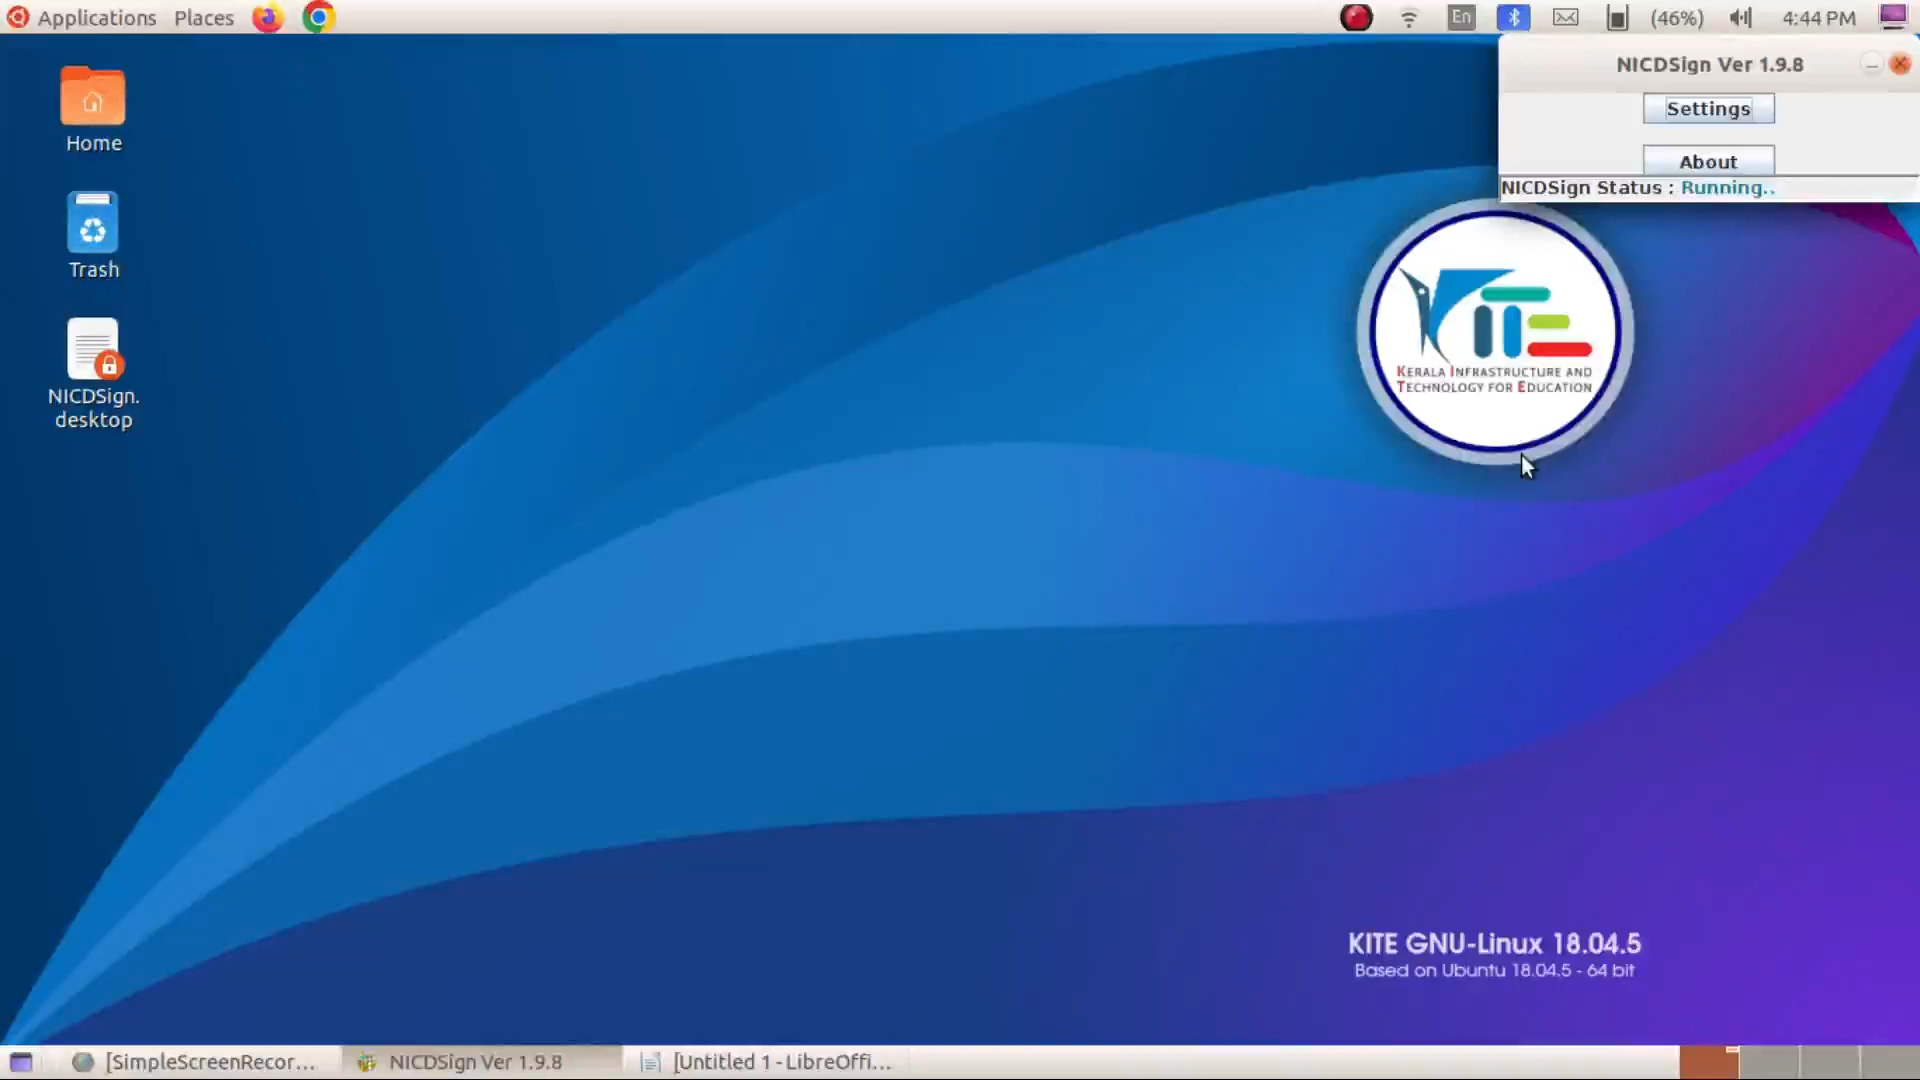 Applications Places
En (46%) 4:44 PM
NICDSign Ver 1.9.8
Settings
About
NICDSign Status : Running..
Home
Trash
NICDSign.
desktop
KITE
KERALA INFRASTRUCTURE AND
TECHNOLOGY FOR EDUCATION
KITE GNU-Linux 18.04.5
Based on Ubuntu 18.04.5 - 64 bit
[SimpleScreenRecor... NICDSign Ver 1.9.8 [Untitled 1 - LibreOffi...